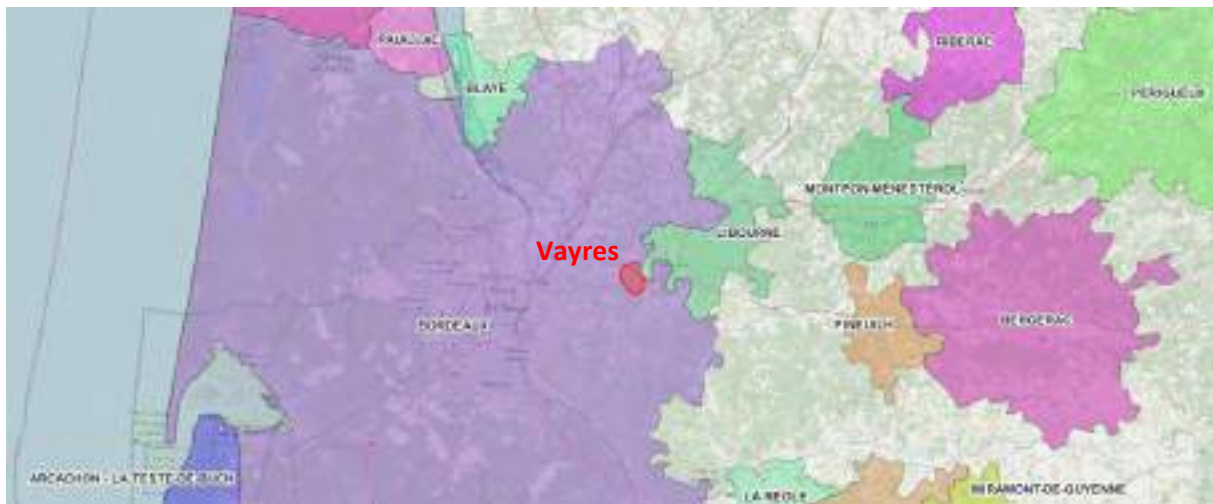 PAUILLAC
BLAYE
RIBERAC
PERIGUEUX
MONTPON-MÉNESTÉROL
LIBOURNE
Vayres
BORDEAUX
PINEUILH
BERGERAC
ARCACHON - LA TESTE-DE-BUCH
LA REOLE
MIRAMONT-DE-GUYENNE